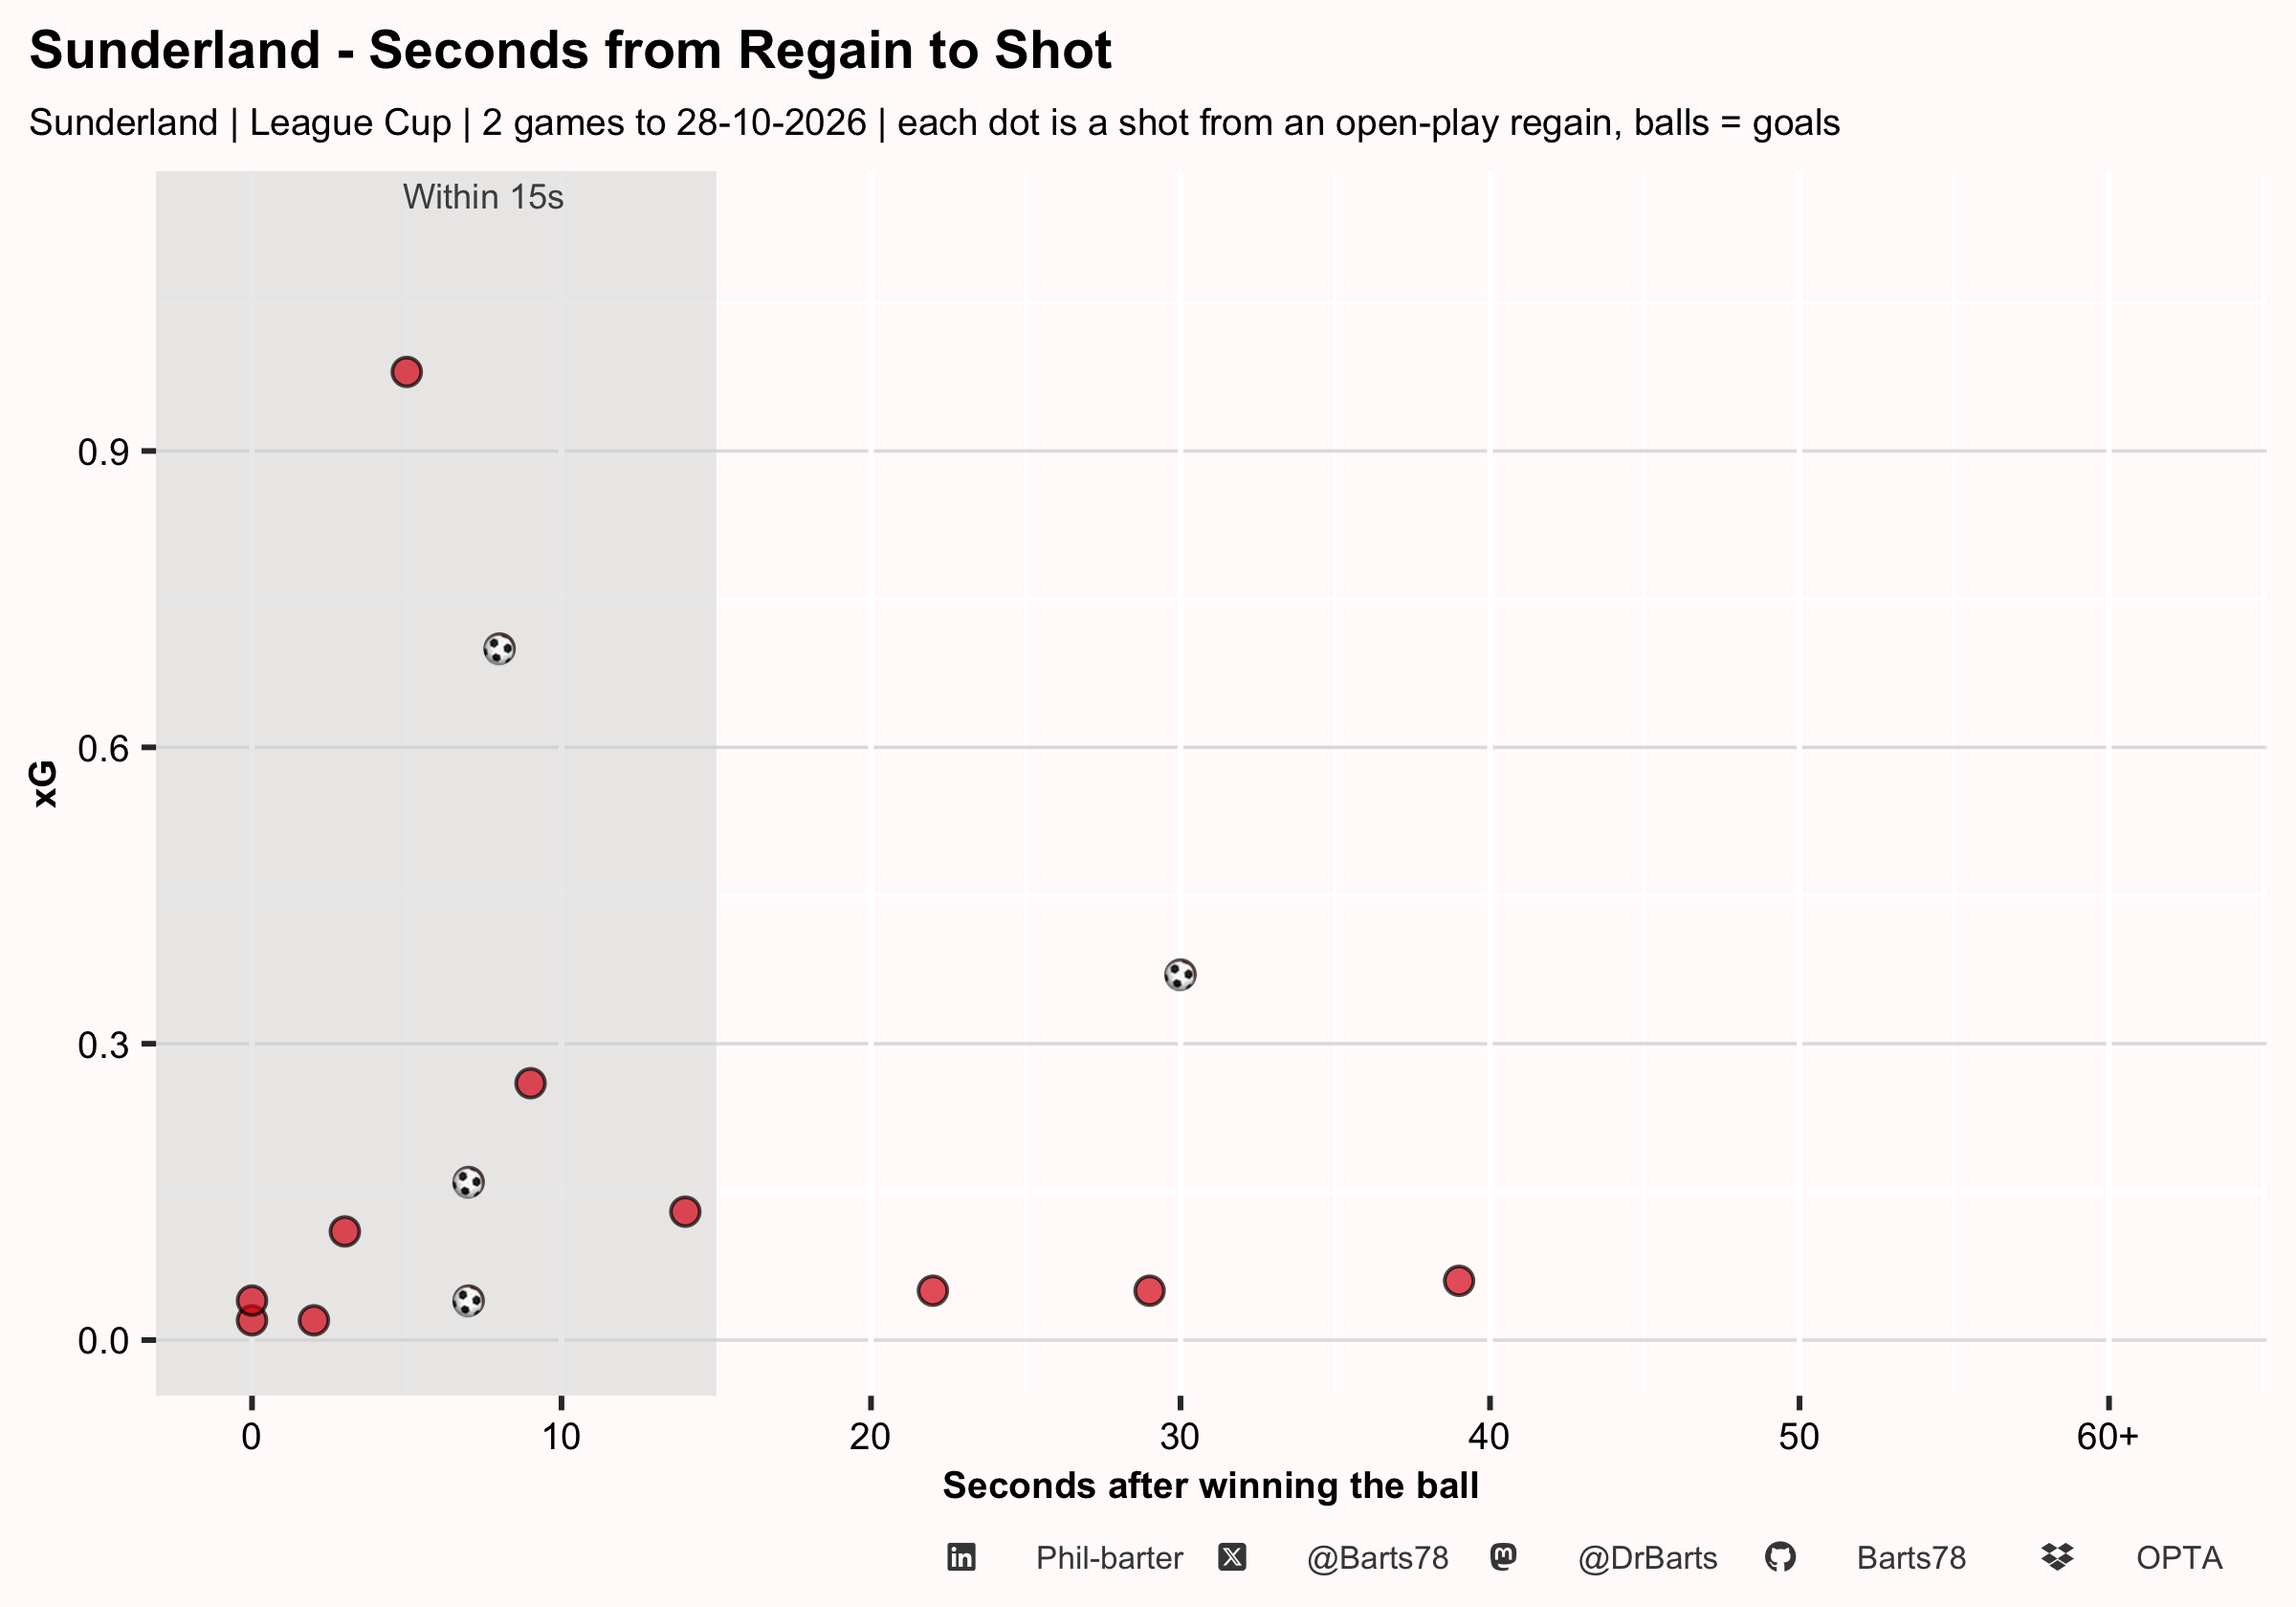 Sunderland - Seconds from Regain to Shot
Sunderland | League Cup | 2 games to 28-10-2026 | each dot is a shot from an open-play regain, balls = goals
Within 15s
0.9
0.6
xG
0.3
0.0
0 10 20 30 40 50 60+
Seconds after winning the ball
Phil-barter @Barts78 @DrBarts Barts78 OPTA